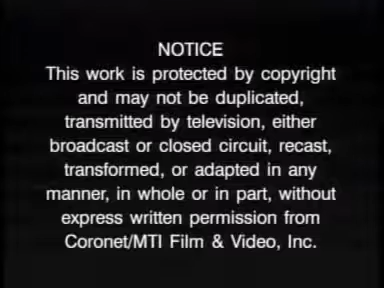 NOTICE
This work is protected by copyright
and may not be duplicated,
transmitted by television, either
broadcast or closed circuit, recast,
transformed, or adapted in any
manner, in whole or in part, without
express written permission from
Coronet/MTI Film & Video, Inc.